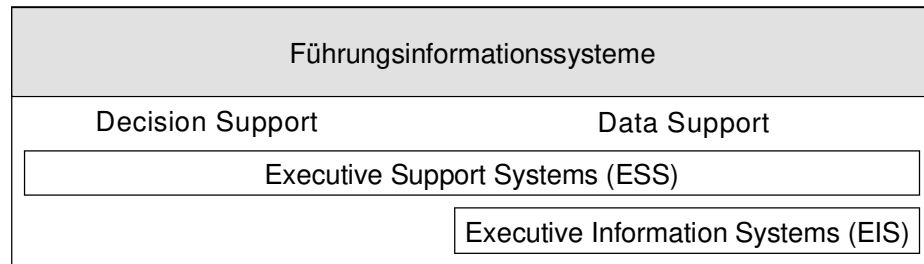 Führungsinformationssysteme
Decision Support Data Support
Executive Support Systems (ESS)
Executive Information Systems (EIS)